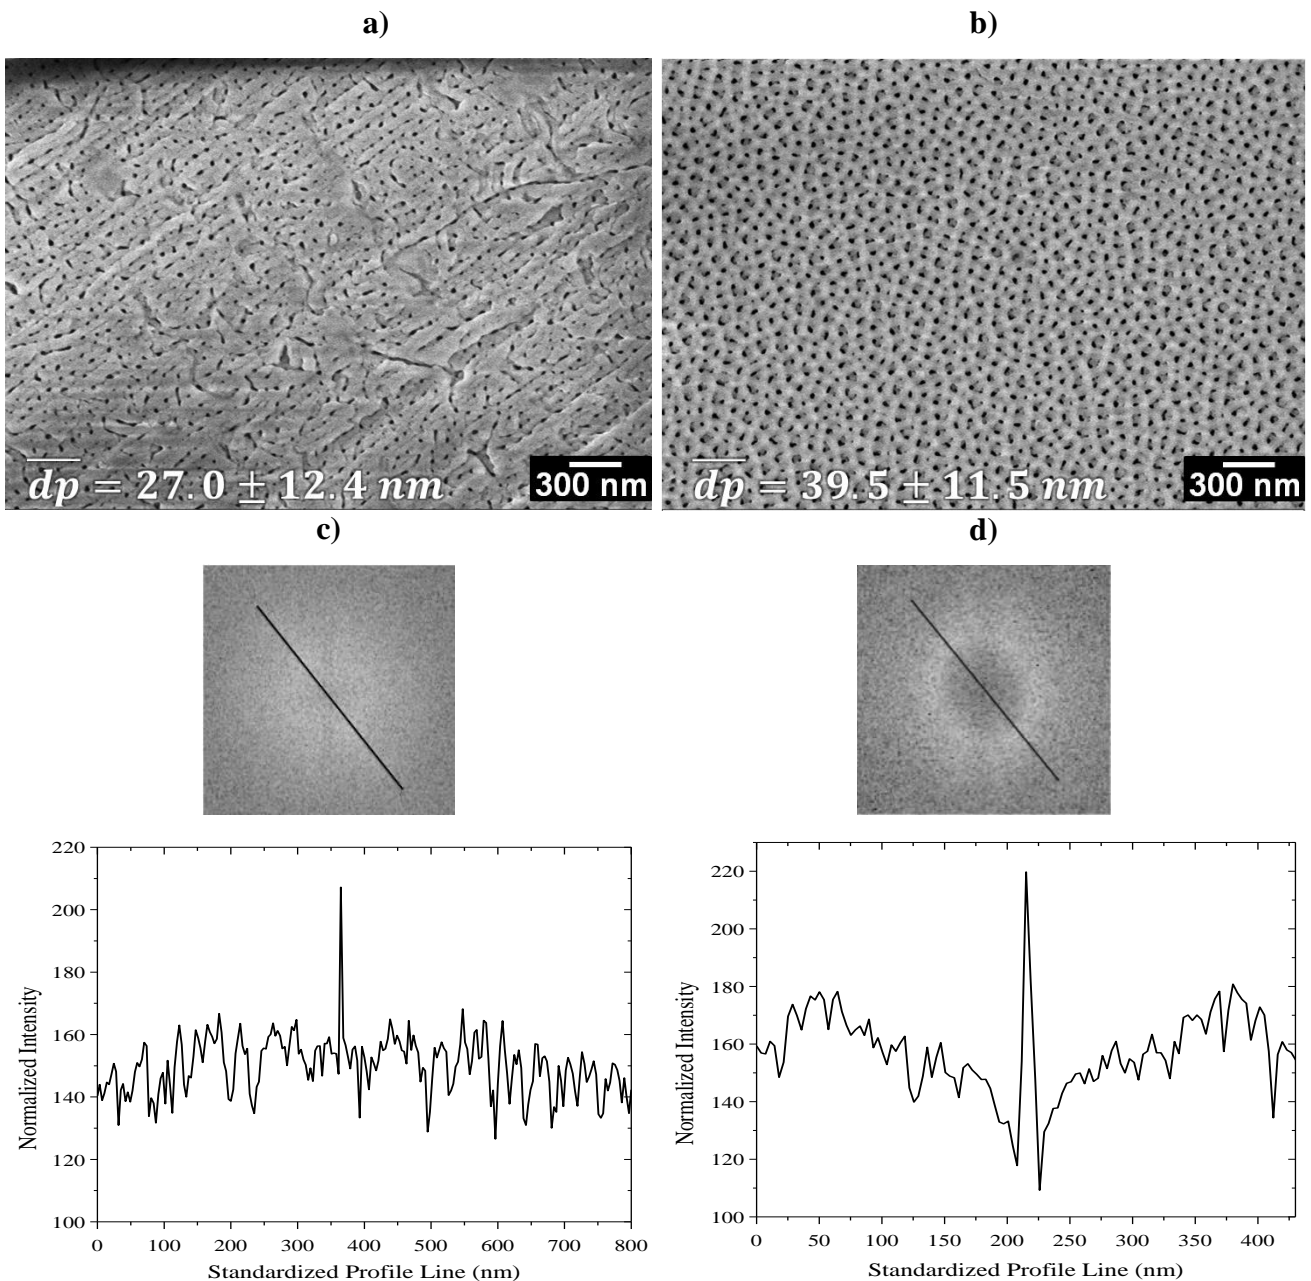 a)
b)
dp = 27.0 ± 12.4 nm
300 nm
dp = 39.5 ± 11.5 nm
300 nm
c)
d)
220
200
180
160
140
120
100
Normalized Intensity
0 100 200 300 400 500 600 700 800
Standardized Profile Line (nm)
220
200
180
160
140
120
100
Normalized Intensity
0 50 100 150 200 250 300 350 400
Standardized Profile Line (nm)